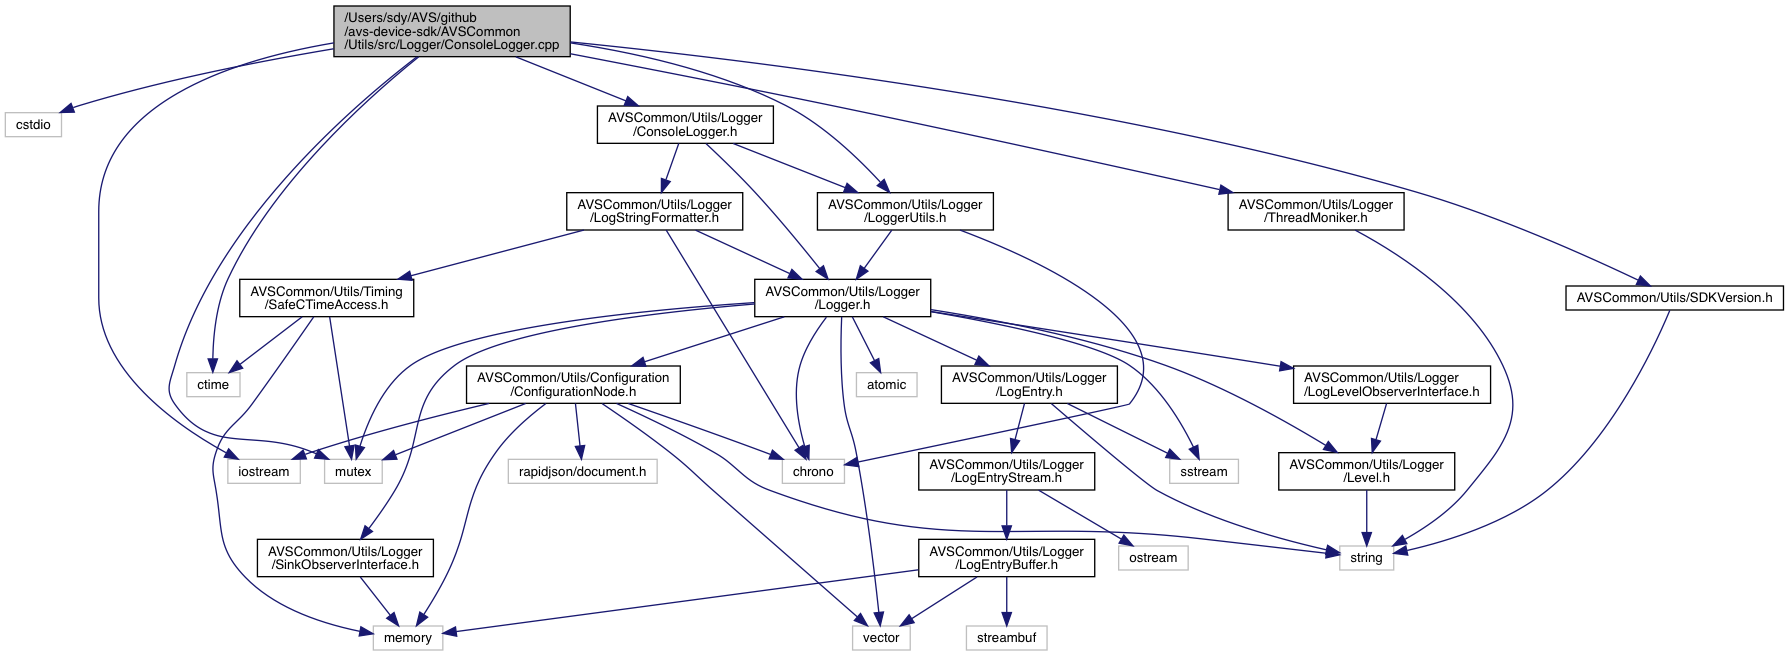 /Users/sdy/AVS/github
/avs-device-sdk/AVSCommon
/Utils/src/Logger/ConsoleLogger.cpp
cstdio
AVSCommon/Utils/Logger
/ConsoleLogger.h
AVSCommon/Utils/Logger
/LogStringFormatter.h
AVSCommon/Utils/Logger
/LoggerUtils.h
AVSCommon/Utils/Logger
/ThreadMoniker.h
AVSCommon/Utils/Timing
/SafeCTimeAccess.h
AVSCommon/Utils/Logger
/Logger.h
AVSCommon/Utils/SDKVersion.h
ctime
AVSCommon/Utils/Configuration
/ConfigurationNode.h
atomic
AVSCommon/Utils/Logger
/LogEntry.h
AVSCommon/Utils/Logger
/LogLevelObserverInterface.h
iostream
mutex
rapidjson/document.h
chrono
AVSCommon/Utils/Logger
/LogEntryStream.h
sstream
AVSCommon/Utils/Logger
/Level.h
AVSCommon/Utils/Logger
/SinkObserverInterface.h
AVSCommon/Utils/Logger
/LogEntryBuffer.h
ostream
string
memory
vector
streambuf